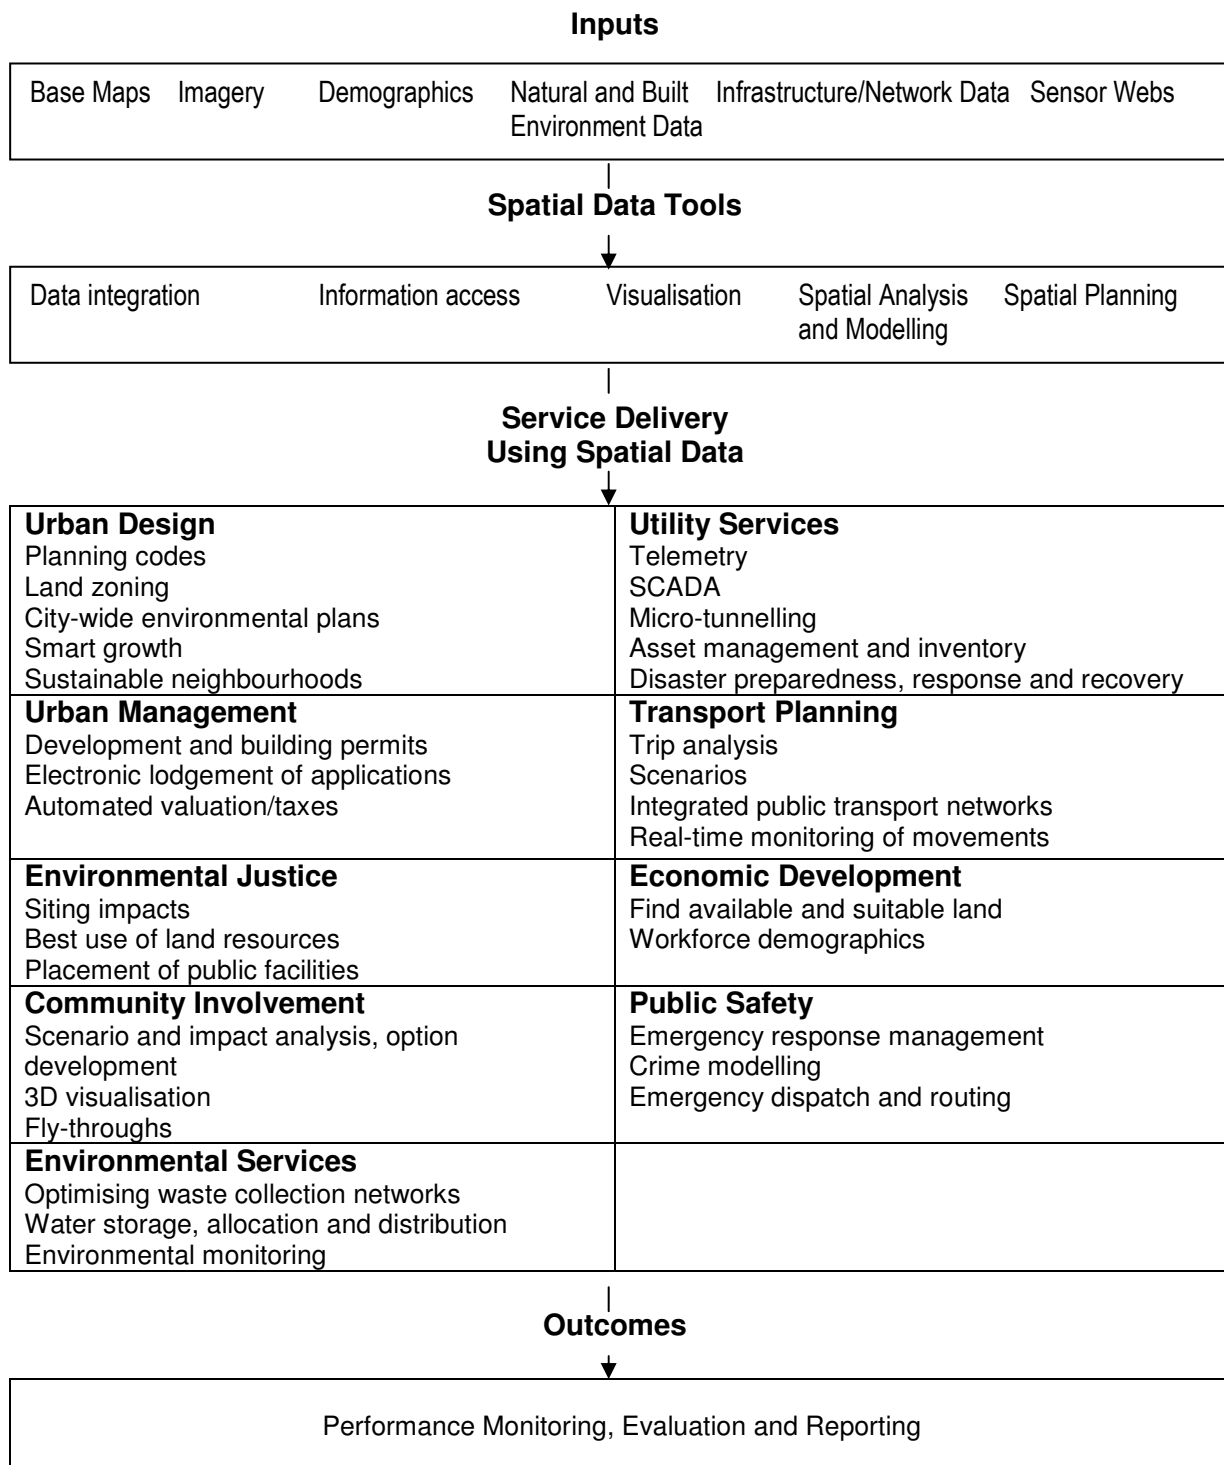 Inputs
Base Maps Imagery Demographics Natural and Built Infrastructure/Network Data Sensor Webs
Environment Data
Spatial Data Tools
Data integration Information access Visualisation Spatial Analysis Spatial Planning
and Modelling
Service Delivery
Using Spatial Data
Urban Design
Planning codes
Land zoning
City-wide environmental plans
Smart growth
Sustainable neighbourhoods
Utility Services
Telemetry
SCADA
Micro-tunnelling
Asset management and inventory
Disaster preparedness, response and recovery
Urban Management
Development and building permits
Electronic lodgement of applications
Automated valuation/taxes
Transport Planning
Trip analysis
Scenarios
Integrated public transport networks
Real-time monitoring of movements
Environmental Justice
Siting impacts
Best use of land resources
Placement of public facilities
Economic Development
Find available and suitable land
Workforce demographics
Community Involvement
Scenario and impact analysis, option
development
3D visualisation
Fly-throughs
Public Safety
Emergency response management
Crime modelling
Emergency dispatch and routing
Environmental Services
Optimising waste collection networks
Water storage, allocation and distribution
Environmental monitoring
Outcomes
Performance Monitoring, Evaluation and Reporting